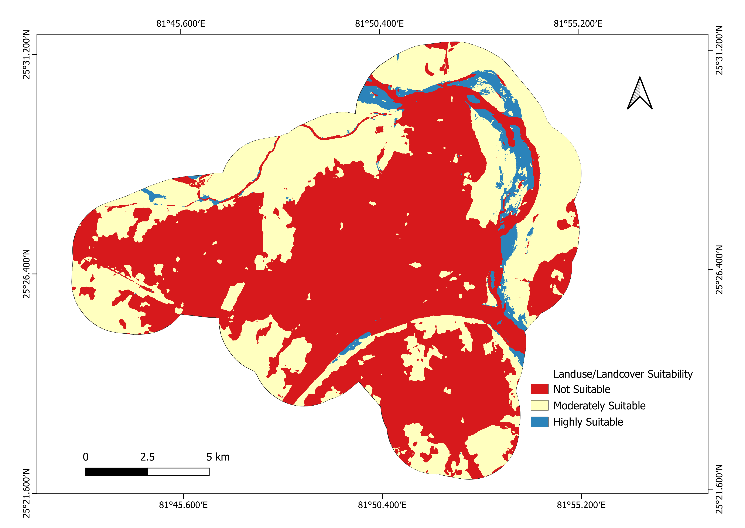 81°45.600'E 81°50.400'E 81°55.200'E
25°31.200'N 25°31.200'N
25°26.400'N 25°26.400'N
Landuse/Landcover Suitability
Not Suitable
Moderately Suitable
Highly Suitable
0 2.5 5 km
25°21.600'N 25°21.600'N
81°45.600'E 81°50.400'E 81°55.200'E